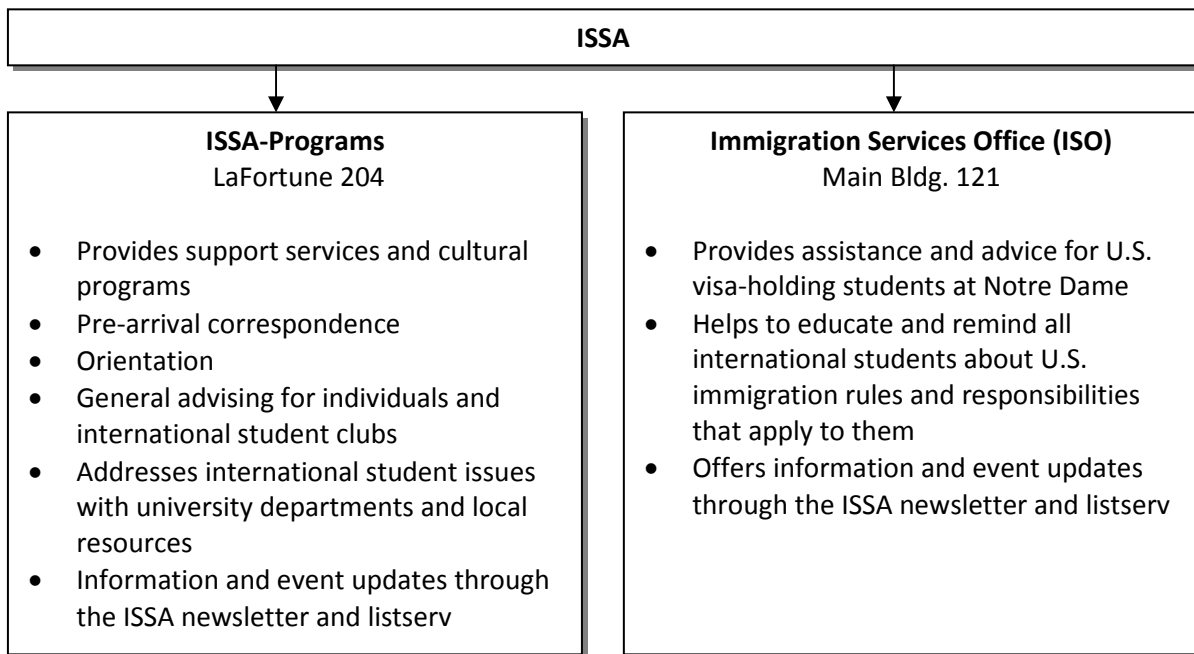 ISSA
ISSA-Programs
LaFortune 204
• Provides support services and cultural
programs
• Pre-arrival correspondence
• Orientation
• General advising for individuals and
international student clubs
• Addresses international student issues
with university departments and local
resources
• Information and event updates through
the ISSA newsletter and listserv
Immigration Services Office (ISO)
Main Bldg. 121
• Provides assistance and advice for U.S.
visa-holding students at Notre Dame
• Helps to educate and remind all
international students about U.S.
immigration rules and responsibilities
that apply to them
• Offers information and event updates
through the ISSA newsletter and listserv